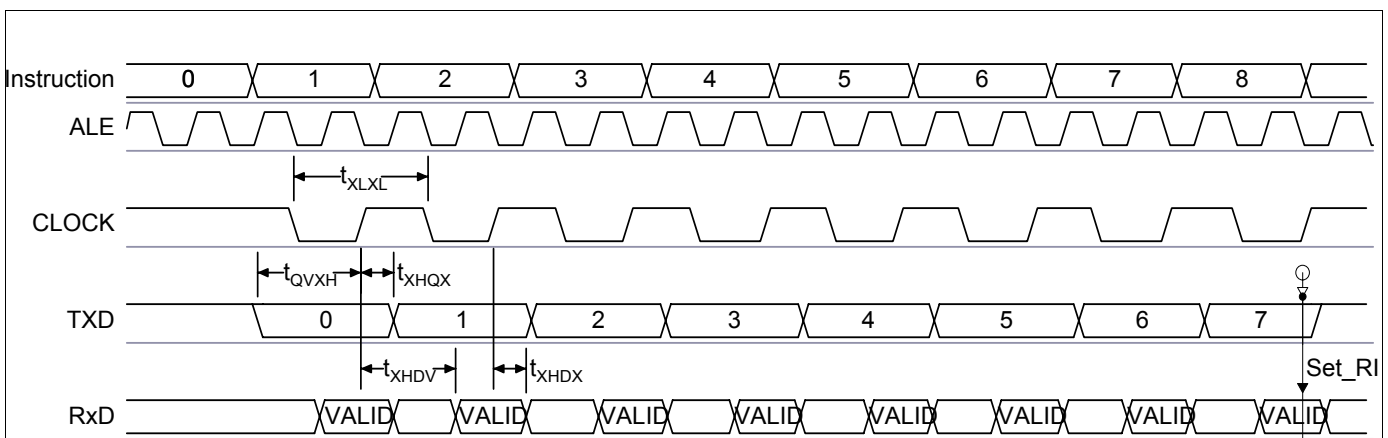 Instruction 0 1 2 3 4 5 6 7 8
ALE
tXLXL
CLOCK
tQVXH tXHQX
TXD 0 1 2 3 4 5 6 7
tXHDV tXHDX Set_RI
RxD VALID VALID VALID VALID VALID VALID VALID VALID